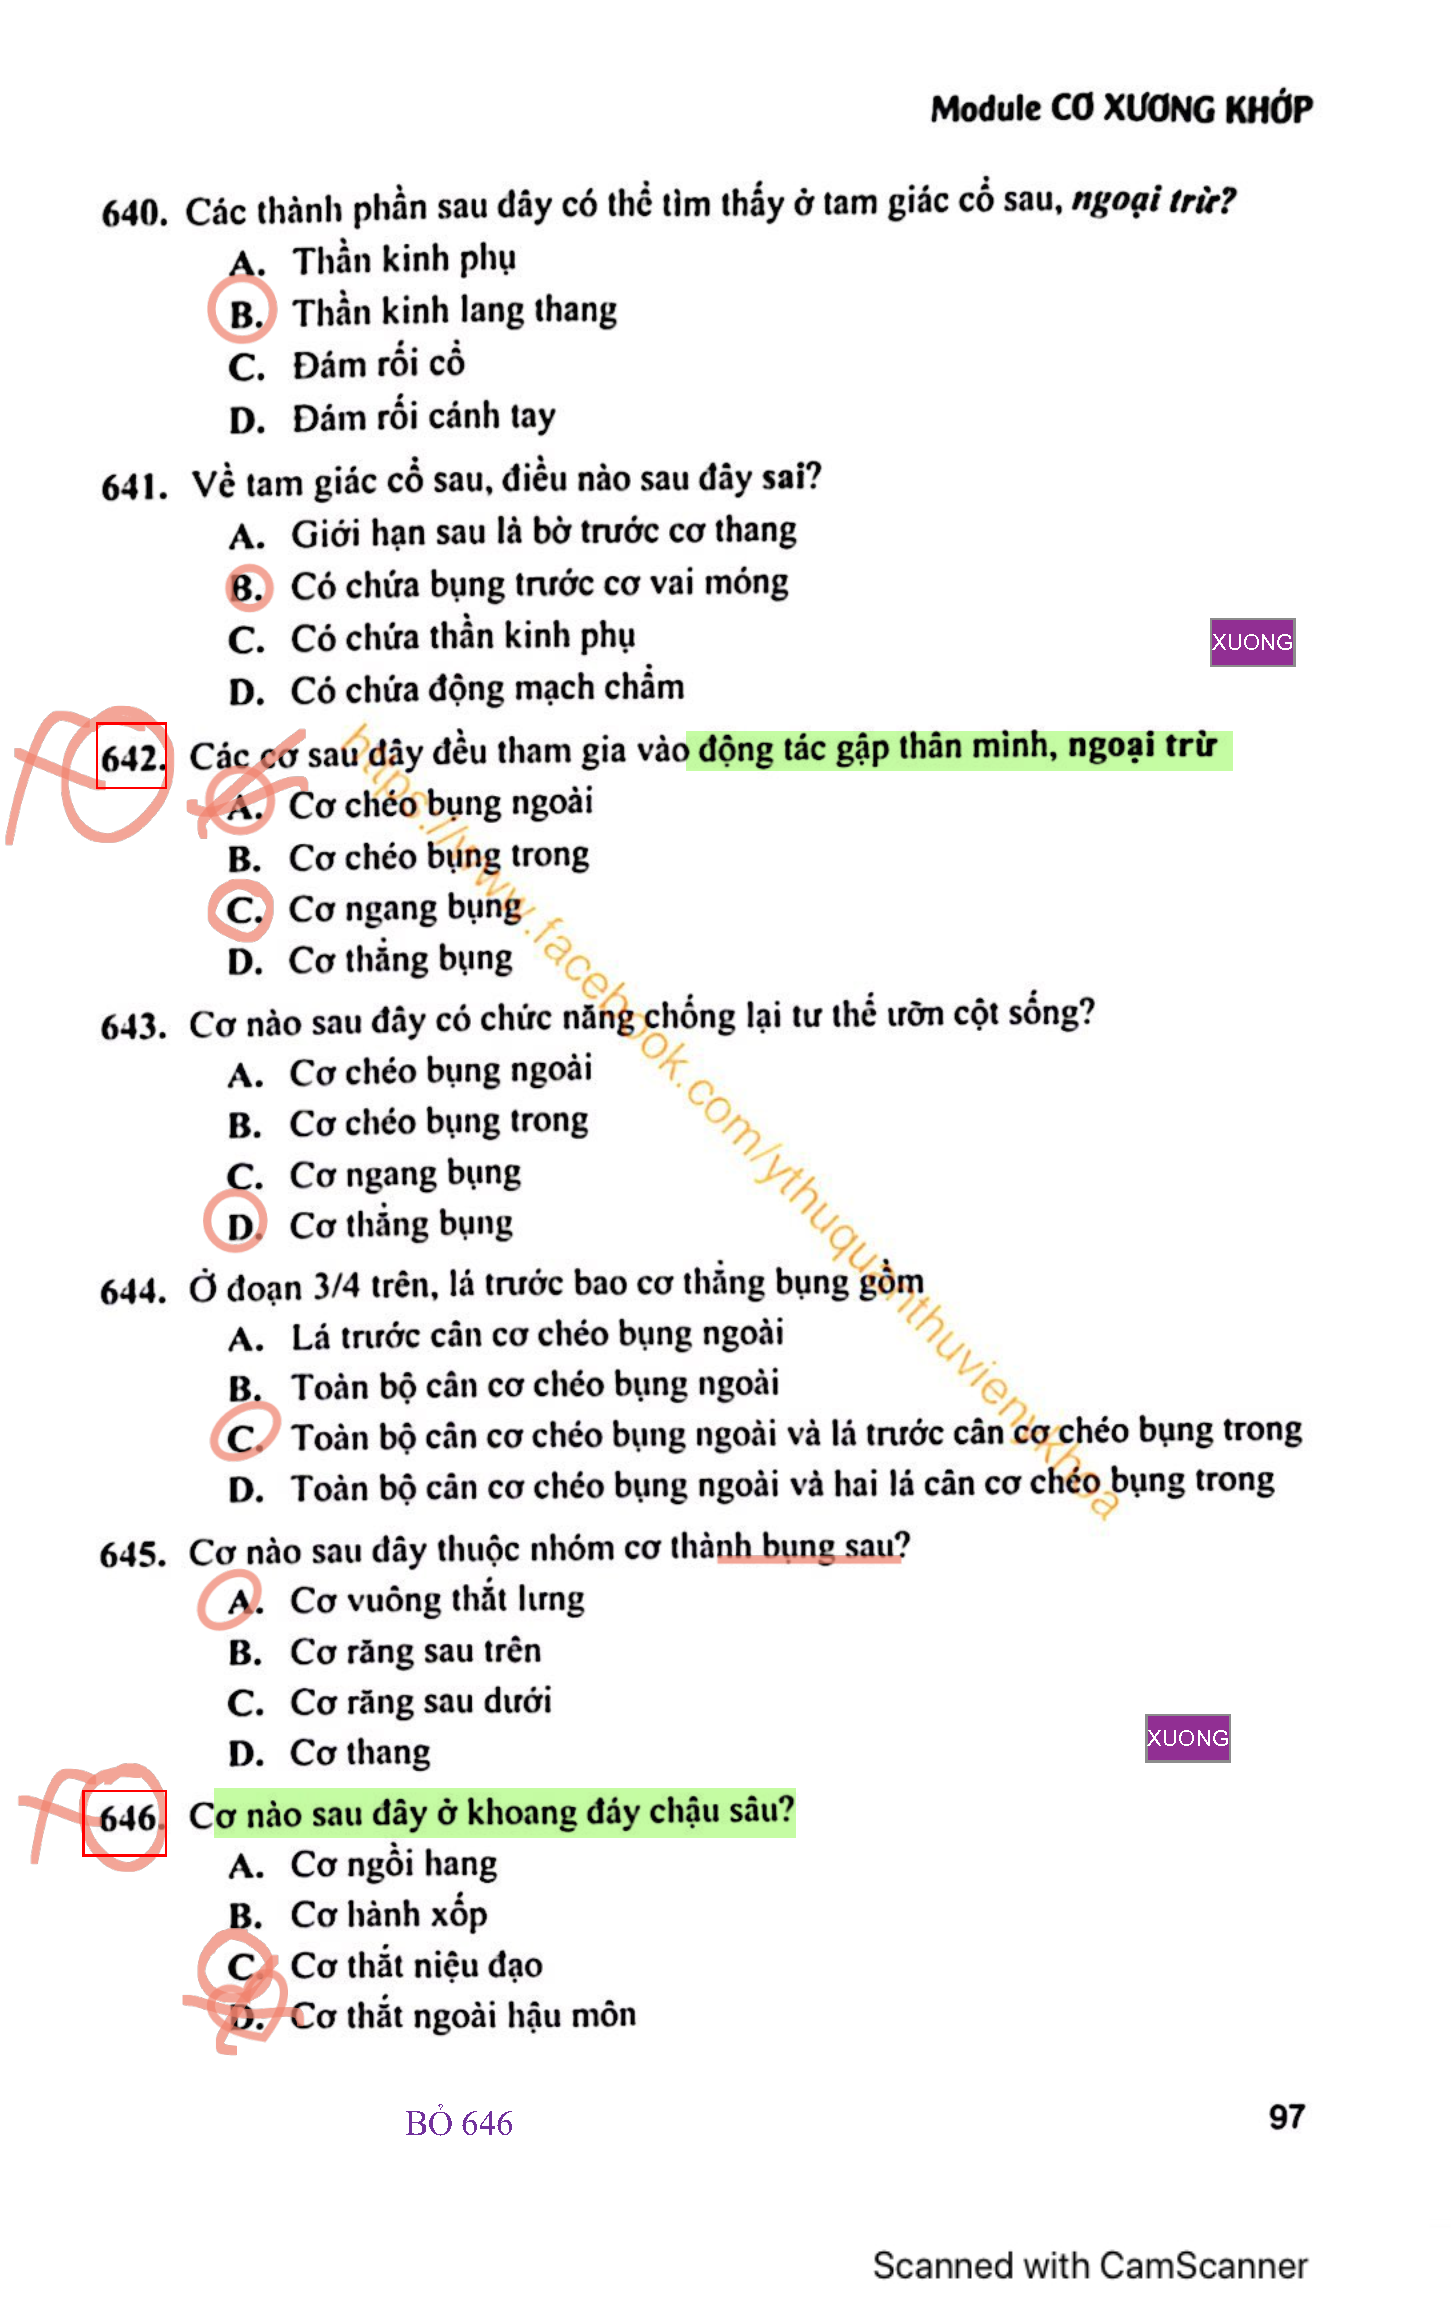 Module CƠ XƯƠNG KHỚP
640. Các thành phần sau đây có thể tìm thấy ở tam giác cổ sau, ngoại trừ?
A. Thần kinh phụ
B. Thần kinh lang thang
C. Đám rối cổ
D. Đám rối cánh tay
641. Về tam giác cổ sau, điều nào sau đây sai?
A. Giới hạn sau là bờ trước cơ thang
B. Có chứa bụng trước cơ vai móng
C. Có chứa thần kinh phụ
XUONG
D. Có chứa động mạch chẩm
642. Các cơ sau đây đều tham gia vào động tác gập thân mình, ngoại trừ
A. Cơ chéo bụng ngoài
B. Cơ chéo bụng trong
C. Cơ ngang bụng
D. Cơ thẳng bụng
643. Cơ nào sau đây có chức năng chống lại tư thế ưỡn cột sống?
A. Cơ chéo bụng ngoài
B. Cơ chéo bụng trong
C. Cơ ngang bụng
D. Cơ thẳng bụng
644. Ở đoạn 3/4 trên, lá trước bao cơ thẳng bụng gồm
A. Lá trước cân cơ chéo bụng ngoài
B. Toàn bộ cân cơ chéo bụng ngoài
C. Toàn bộ cân cơ chéo bụng ngoài và lá trước cân cơ chéo bụng trong
D. Toàn bộ cân cơ chéo bụng ngoài và hai lá cân cơ chéo bụng trong
https://www.facebook.com/ythuquanthuvienykhoa
645. Cơ nào sau đây thuộc nhóm cơ thành bụng sau?
A. Cơ vuông thắt lưng
B. Cơ răng sau trên
C. Cơ răng sau dưới
D. Cơ thang
XUONG
646. Cơ nào sau đây ở khoang đáy chậu sâu?
A. Cơ ngồi hang
B. Cơ hành xốp
C. Cơ thắt niệu đạo
D. Cơ thắt ngoài hậu môn
BỎ 646
97
Scanned with CamScanner